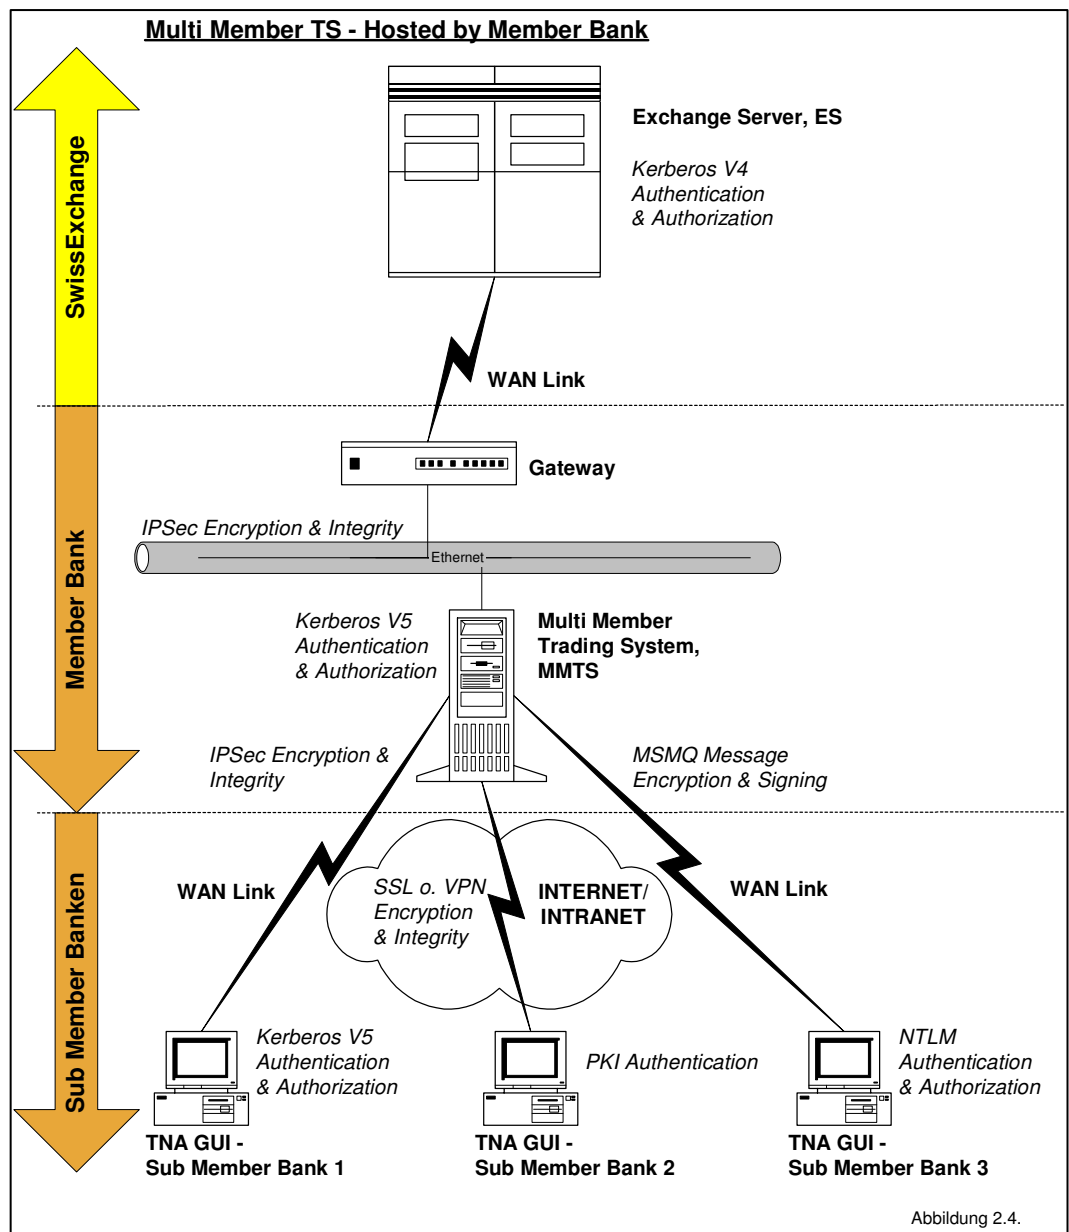 Multi Member TS - Hosted by Member Bank
SwissExchange
Exchange Server, ES
Kerberos V4
Authentication
& Authorization
WAN Link
Member Bank
Gateway
IPSec Encryption & Integrity
Ethernet
Kerberos V5
Authentication
& Authorization
Multi Member
Trading System,
MMTS
IPSec Encryption &
Integrity
MSMQ Message
Encryption & Signing
Sub Member Banken
WAN Link
SSL o. VPN
Encryption
& Integrity
INTERNET/
INTRANET
WAN Link
Kerberos V5
Authentication
& Authorization
PKI Authentication
NTLM
Authentication
& Authorization
TNA GUI -
Sub Member Bank 1
TNA GUI -
Sub Member Bank 2
TNA GUI -
Sub Member Bank 3
Abbildung 2.4.